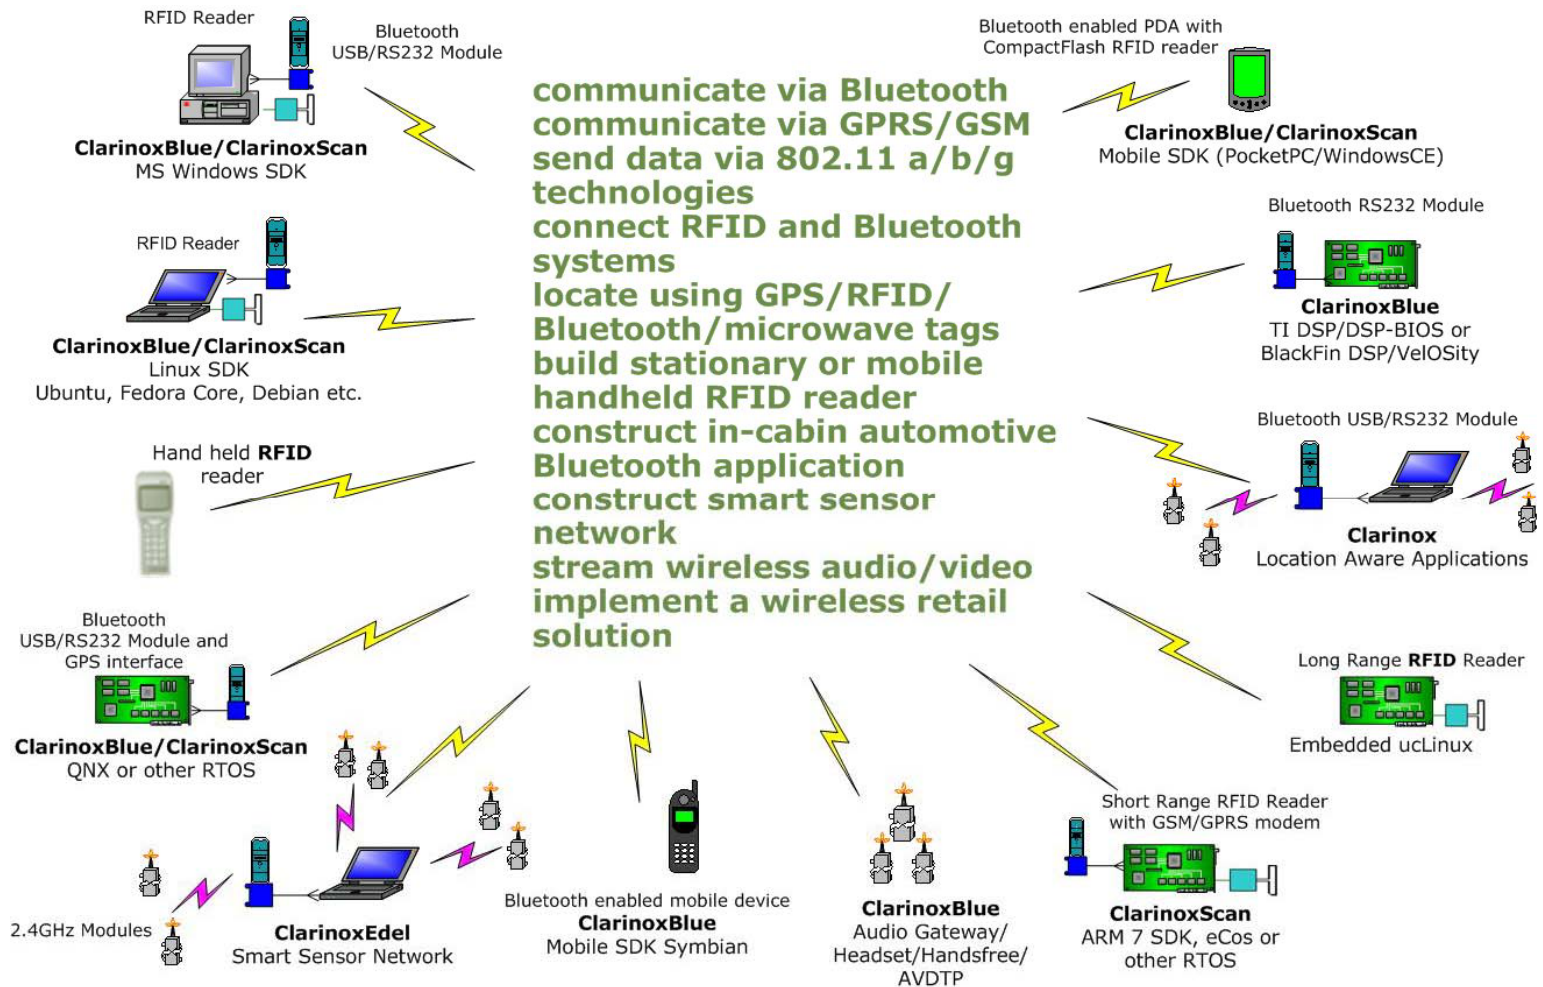 RFID Reader
Bluetooth
USB/RS232 Module
ClarinoxBlue/ClarinoxScan
MS Windows SDK
RFID Reader
ClarinoxBlue/ClarinoxScan
Linux SDK
Ubuntu, Fedora Core, Debian etc.
Hand held RFID
reader
Bluetooth
USB/RS232 Module and
GPS interface
ClarinoxBlue/ClarinoxScan
QNX or other RTOS
2.4GHz Modules
ClarinoxEdel
Smart Sensor Network
communicate via Bluetooth
communicate via GPRS/GSM
send data via 802.11 a/b/g
technologies
connect RFID and Bluetooth
systems
locate using GPS/RFID/
Bluetooth/microwave tags
build stationary or mobile
handheld RFID reader
construct in-cabin automotive
Bluetooth application
construct smart sensor
network
stream wireless audio/video
implement a wireless retail
solution
Bluetooth enabled mobile device
ClarinoxBlue
Mobile SDK Symbian
ClarinoxBlue
Audio Gateway/
Headset/Handsfree/
AVDTP
Bluetooth enabled PDA with
CompactFlash RFID reader
ClarinoxBlue/ClarinoxScan
Mobile SDK (PocketPC/WindowsCE)
Bluetooth RS232 Module
ClarinoxBlue
TI DSP/DSP-BIOS or
BlackFin DSP/VelOSity
Bluetooth USB/RS232 Module
Clarinox
Location Aware Applications
Long Range RFID Reader
Embedded ucLinux
Short Range RFID Reader
with GSM/GPRS modem
ClarinoxScan
ARM 7 SDK, eCos or
other RTOS